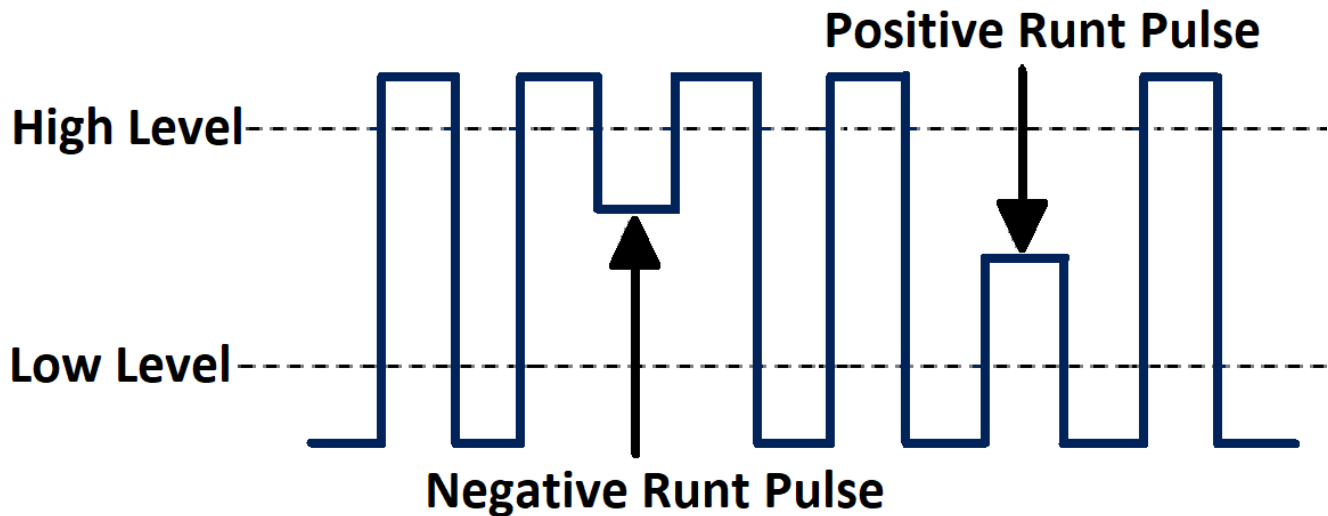 Positive Runt Pulse
High Level
Low Level
Negative Runt Pulse